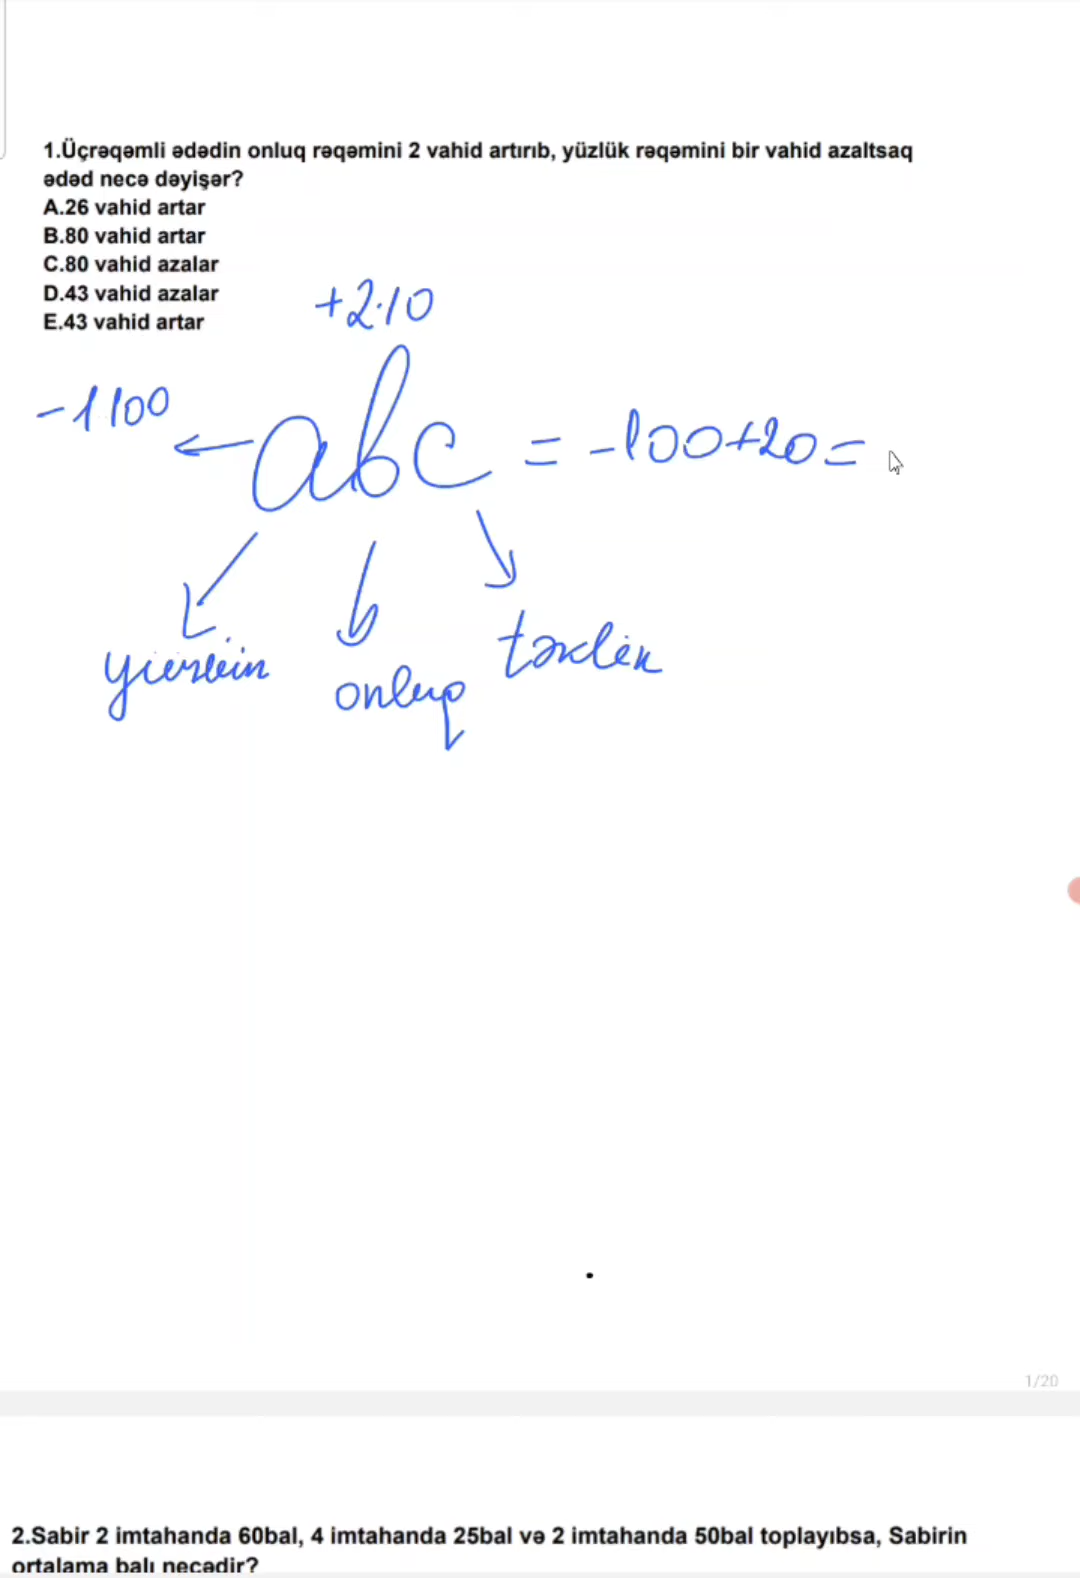 1.Üçrəqəmli ədədin onluq rəqəmini 2 vahid artırıb, yüzlük rəqəmini bir vahid azaltsaq
ədəd necə dəyişər?
A.26 vahid artar
B.80 vahid artar
C.80 vahid azalar
D.43 vahid azalar
E.43 vahid artar
+2·10
-1100
abc = -100+20=
yüzlük
onluq
təklik
1/20
2.Sabir 2 imtahanda 60bal, 4 imtahanda 25bal və 2 imtahanda 50bal toplayıbsa, Sabirin
ortalama balı necədir?